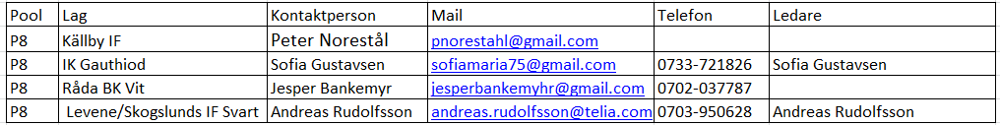 Pool Lag Kontaktperson Mail Telefon Ledare
P8 Källby IF Peter Norestål pnorestahl@gmail.com
P8 IK Gauthiod Sofia Gustavsen sofiamaria75@gmail.com 0733-721826 Sofia Gustavsen
P8 Råda BK Vit Jesper Bankemyr jesperbankemyhr@gmail.com 0702-037787
P8 Levene/Skogslunds IF Svart Andreas Rudolfsson andreas.rudolfsson@telia.com 0703-950628 Andreas Rudolfsson